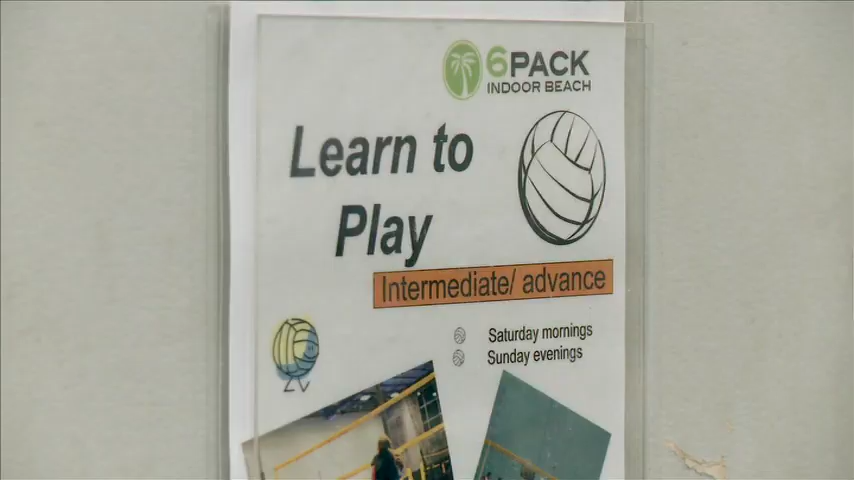 6PACK
INDOOR BEACH
Learn to
Play
Intermediate/ advance
Saturday mornings
Sunday evenings